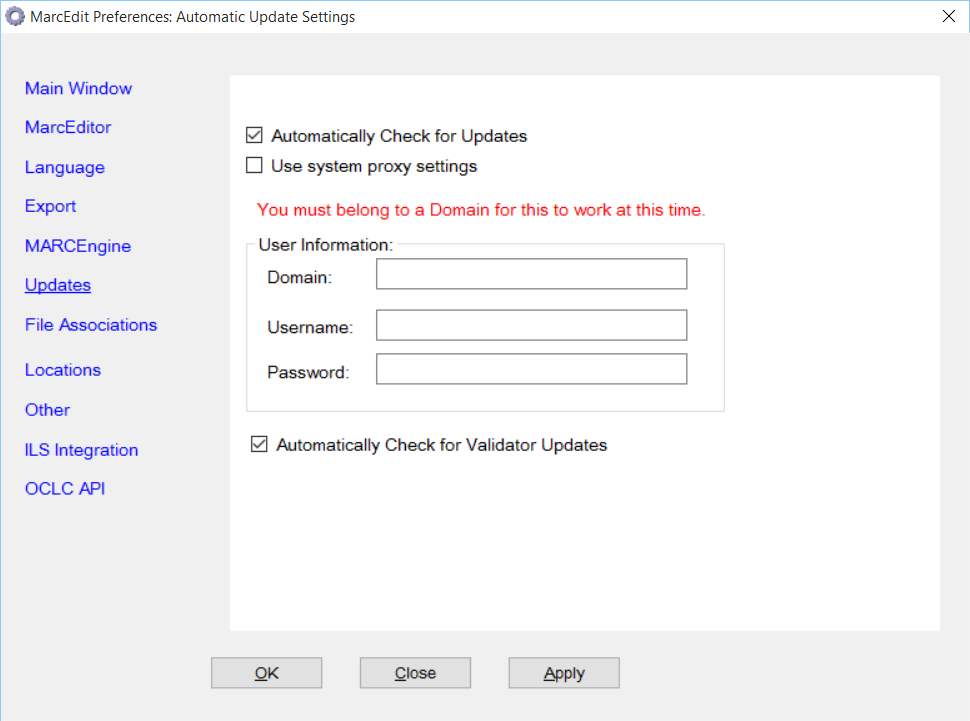 MarcEdit Preferences: Automatic Update Settings
Main Window
MarcEditor
Language
Export
MARCEngine
Updates
File Associations
Locations
Other
ILS Integration
OCLC API
Automatically Check for Updates
Use system proxy settings
You must belong to a Domain for this to work at this time.
User Information:
Domain:
Username:
Password:
Automatically Check for Validator Updates
OK
Close
Apply